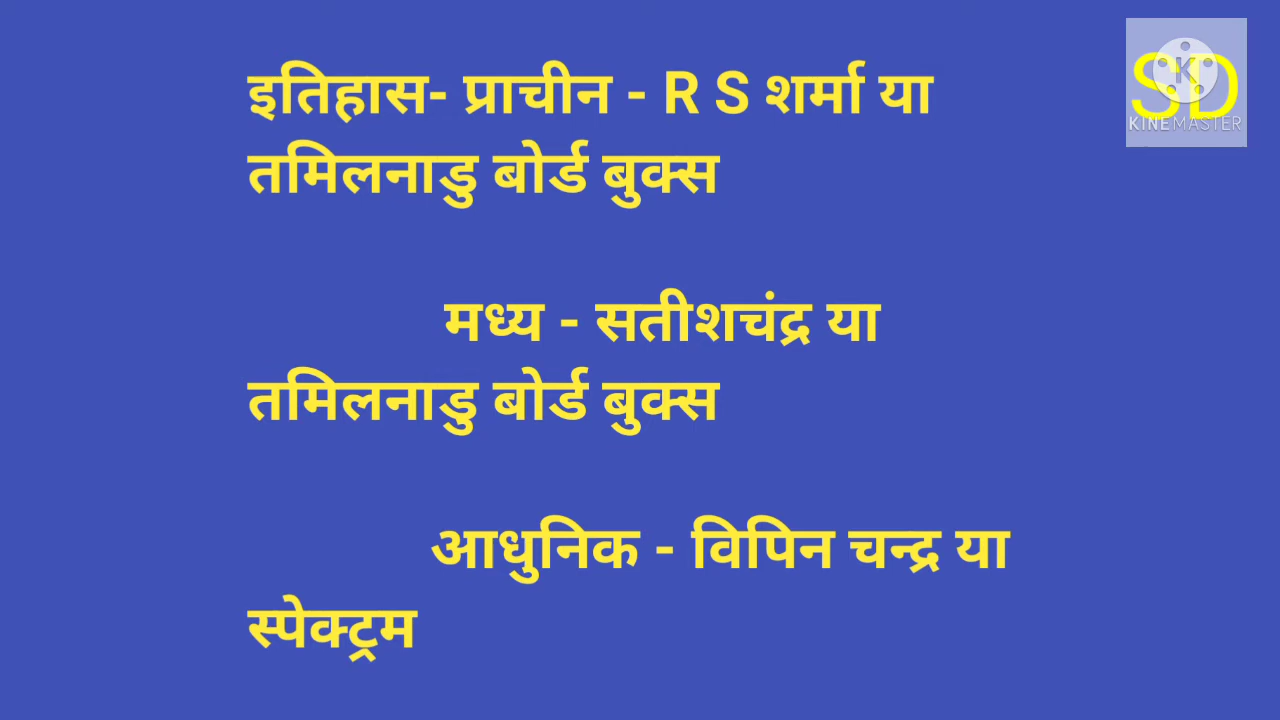 इतिहास- प्राचीन - R S शर्मा या
तमिलनाडु बोर्ड बुक्स
मध्य - सतीशचंद्र या
तमिलनाडु बोर्ड बुक्स
आधुनिक - विपिन चन्द्र या
स्पेक्ट्रम
SD
K
KINEMASTER